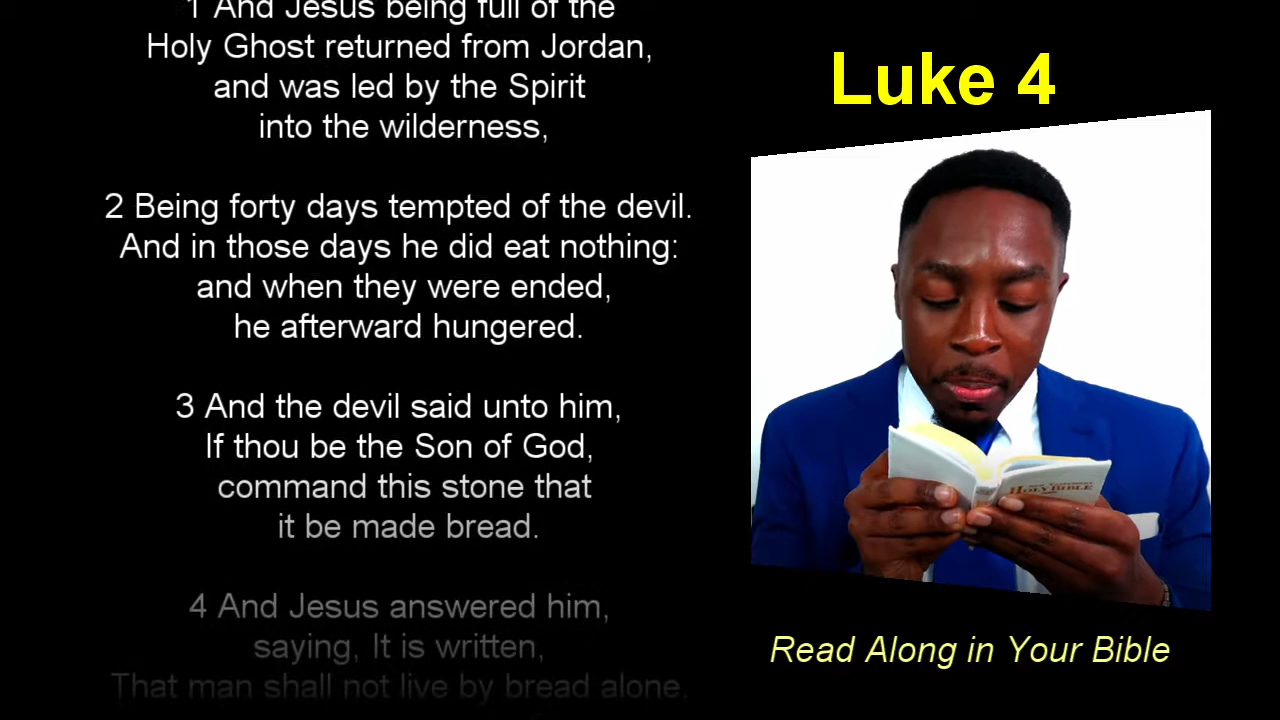 1 And Jesus being full of the
Holy Ghost returned from Jordan,
and was led by the Spirit
into the wilderness,
2 Being forty days tempted of the devil.
And in those days he did eat nothing:
and when they were ended,
he afterward hungered.
3 And the devil said unto him,
If thou be the Son of God,
command this stone that
it be made bread.
4 And Jesus answered him,
saying, It is written,
That man shall not live by bread alone.
Luke 4
HOLY BIBLE
Read Along in Your Bible